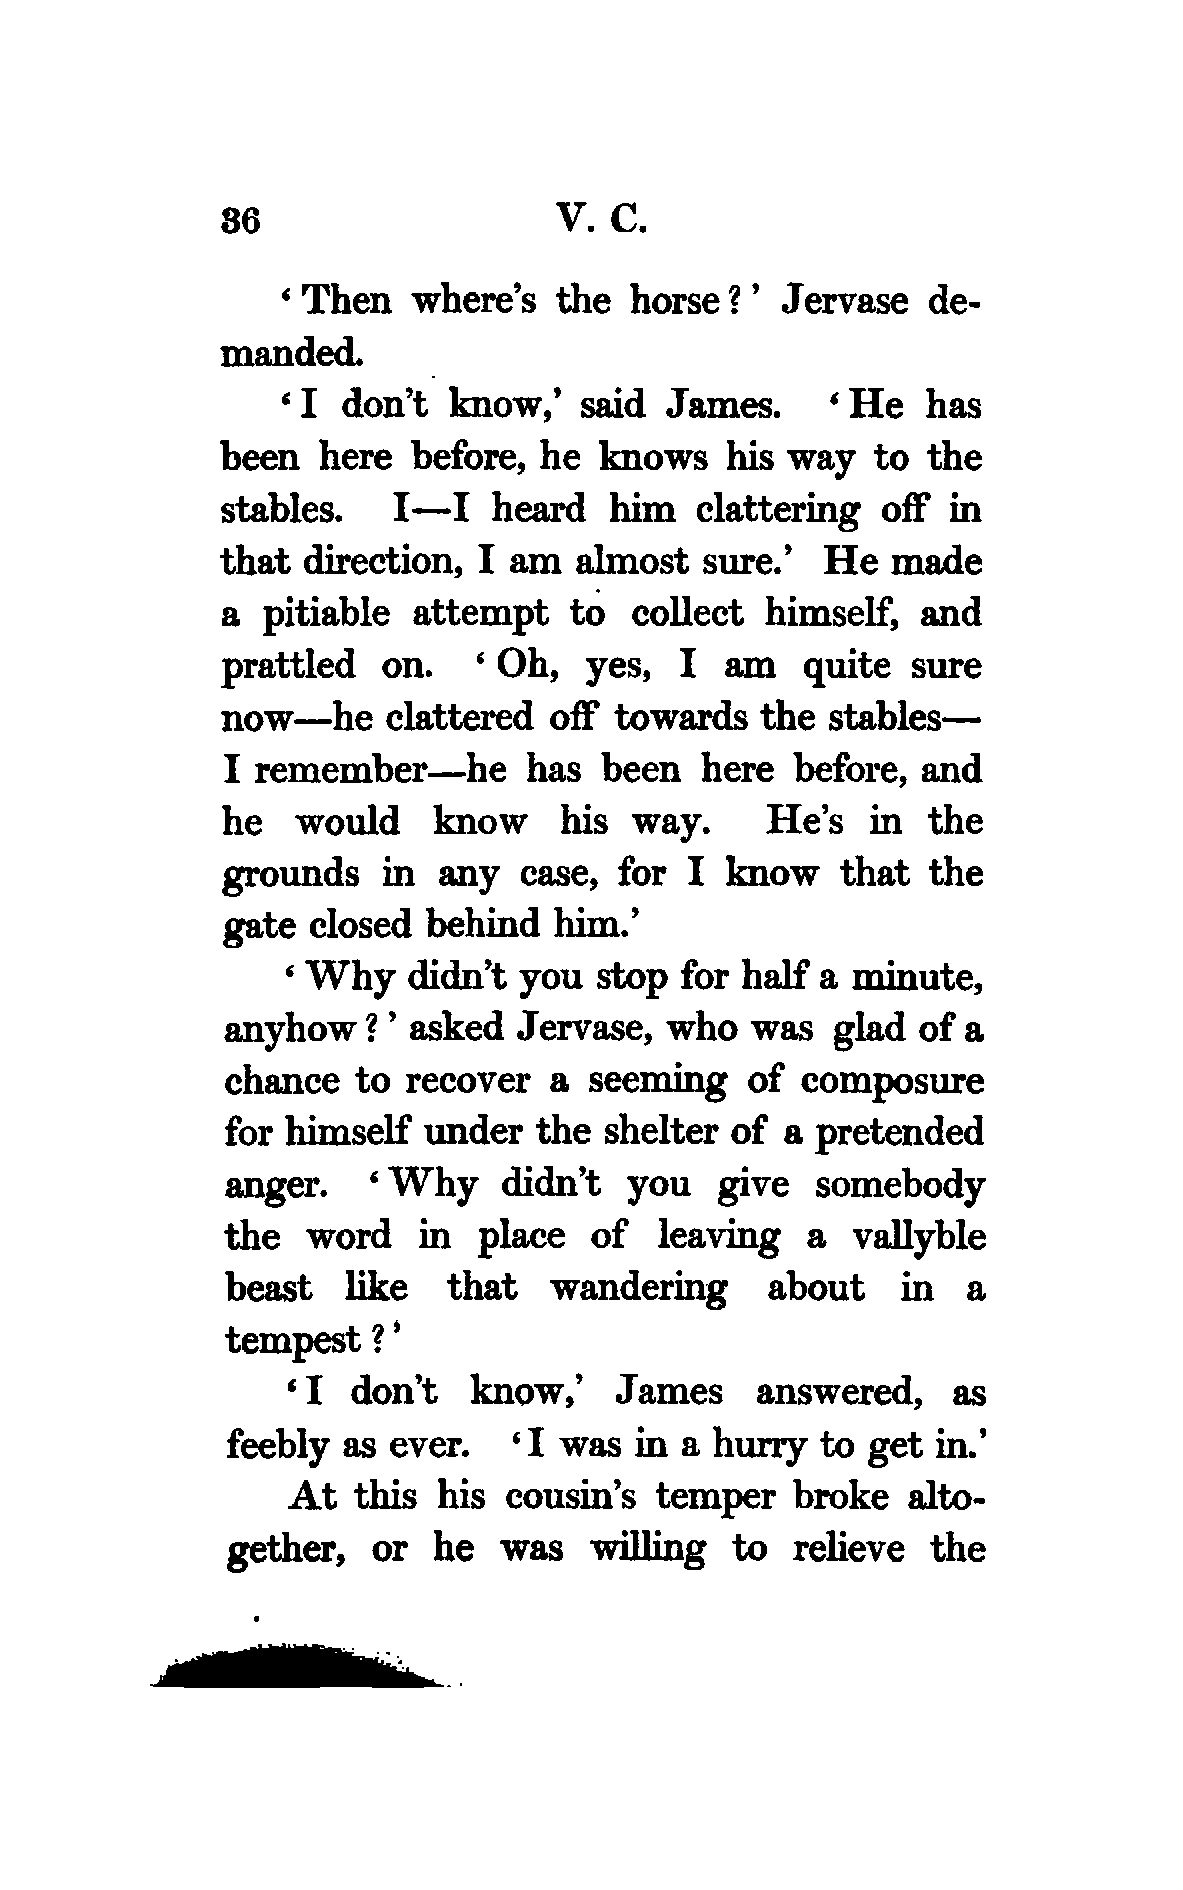 36 V. C.
‘Then where’s the horse?’ Jervase de-
manded.
‘I don’t know,’ said James. ‘He has
been here before, he knows his way to the
stables. I—I heard him clattering off in
that direction, I am almost sure.’ He made
a pitiable attempt to collect himself, and
prattled on. ‘Oh, yes, I am quite sure
now—he clattered off towards the stables—
I remember—he has been here before, and
he would know his way. He’s in the
grounds in any case, for I know that the
gate closed behind him.’
‘Why didn’t you stop for half a minute,
anyhow?’ asked Jervase, who was glad of a
chance to recover a seeming of composure
for himself under the shelter of a pretended
anger. ‘Why didn’t you give somebody
the word in place of leaving a vallyble
beast like that wandering about in a
tempest?’
‘I don’t know,’ James answered, as
feebly as ever. ‘I was in a hurry to get in.’
At this his cousin’s temper broke alto-
gether, or he was willing to relieve the